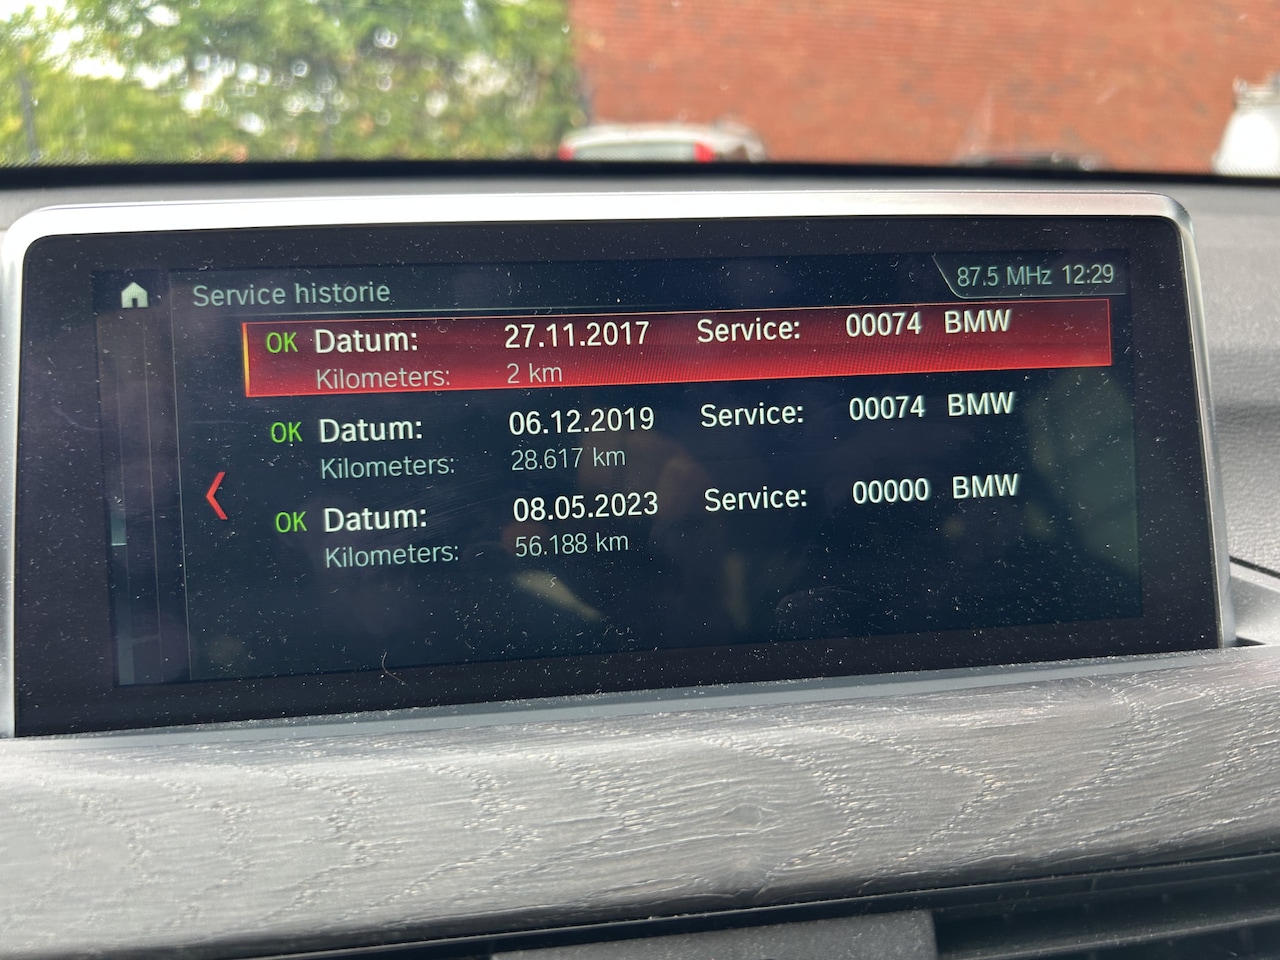 Service historie
87.5 MHz 12:29
OK Datum: 27.11.2017 Service: 00074 BMW
Kilometers: 2 km
OK Datum: 06.12.2019 Service: 00074 BMW
Kilometers: 28.617 km
OK Datum: 08.05.2023 Service: 00000 BMW
Kilometers: 56.188 km